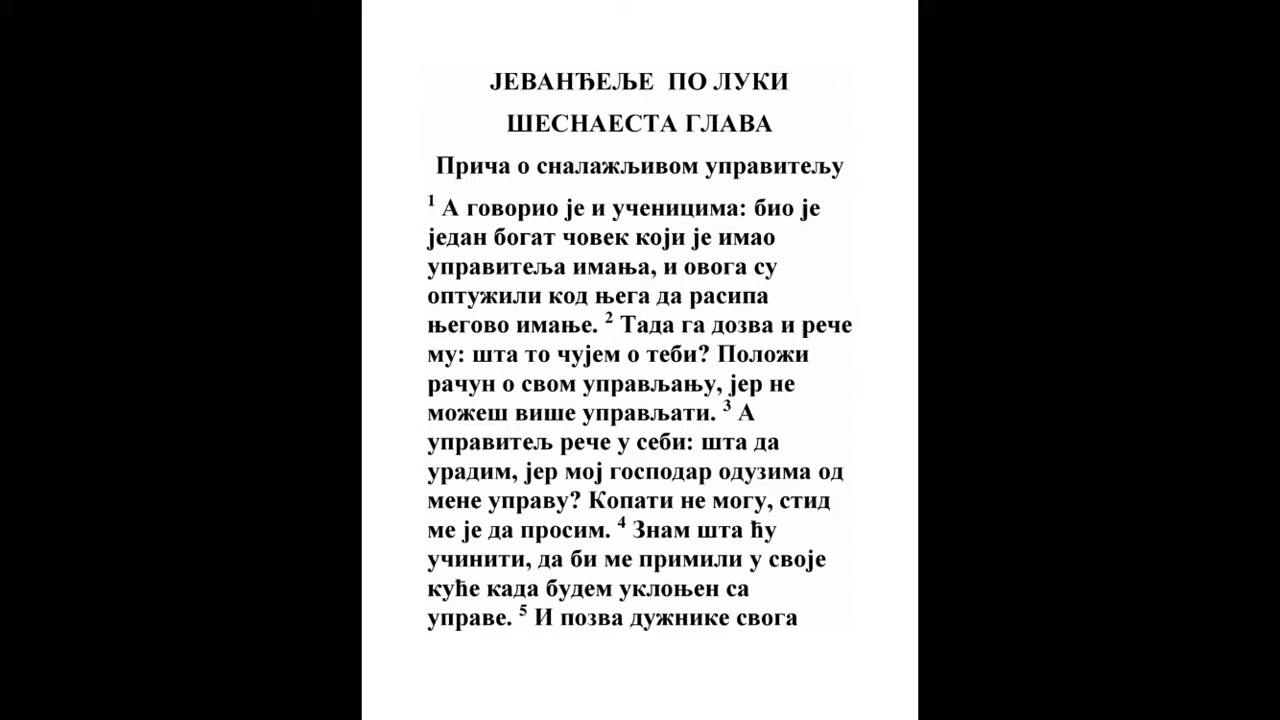 ЈЕВАНЂЕЉЕ ПО ЛУКИ
ШЕСНАЕСТА ГЛАВА
Прича о сналажљивом управитељу
1 А говорио је и ученицима: био је
један богат човек који је имао
управитеља имања, и овога су
оптужили код њега да расипа
његово имање. 2 Тада га дозва и рече
му: шта то чујем о теби? Положи
рачун о свом управљању, јер не
можеш више управљати. 3 А
управитељ рече у себи: шта да
урадим, јер мој господар одузима од
мене управу? Копати не могу, стид
ме је да просим. 4 Знам шта ћу
учинити, да би ме примили у своје
куће када будем уклоњен са
управе. 5 И позва дужнике свога